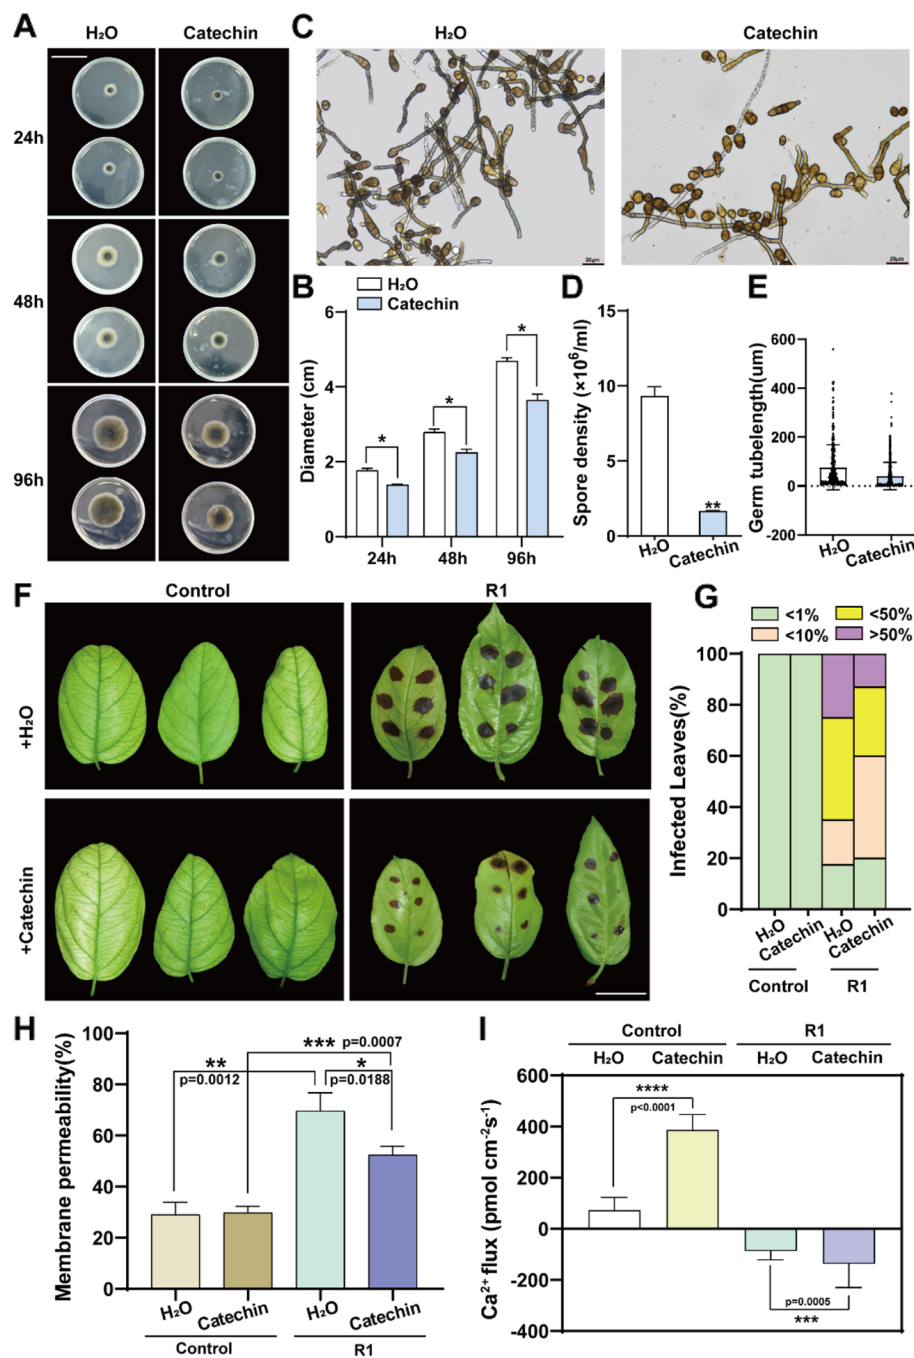 A
H₂O
Catechin
24h
48h
96h
C
H₂O
Catechin
20μm
20μm
B
H₂O
Catechin
Diameter (cm)
6
4
2
0
*
*
*
24h
48h
96h
D
Spore density (×10⁶/ml)
15
10
5
0
**
H₂O
Catechin
E
Germ tubelength(um)
600
400
200
0
-200
H₂O
Catechin
F
Control
R1
+H₂O
+Catechin
G
<1%
<50%
<10%
>50%
Infected Leaves(%)
100
80
60
40
20
0
H₂O
Catechin
H₂O
Catechin
Control
R1
H
Membrane permeability(%)
100
80
60
40
20
0
*** p=0.0007
**
p=0.0012
*
p=0.0188
H₂O
Catechin
H₂O
Catechin
Control
R1
I
Control
R1
H₂O
Catechin
H₂O
Catechin
Ca²⁺ flux (pmol cm⁻²s⁻¹)
600
400
200
0
-200
-400
****
p<0.0001
p=0.0005
***